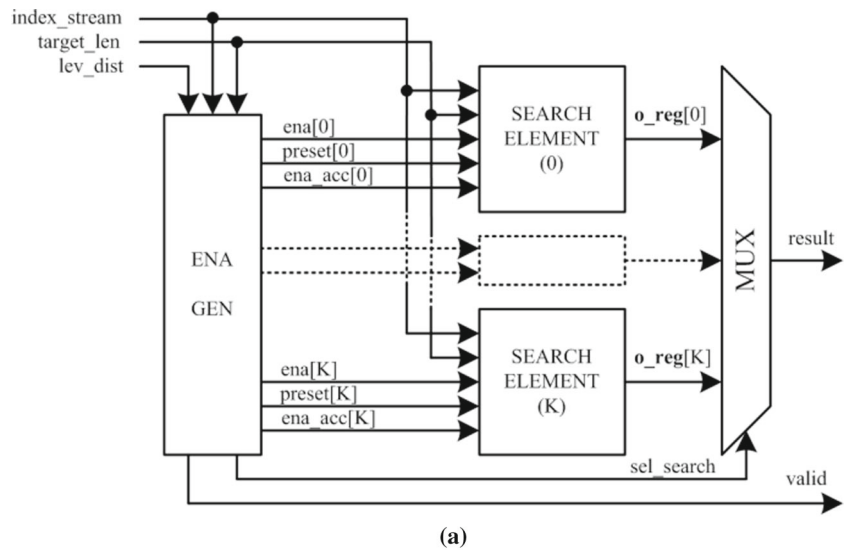 index_stream
target_len
lev_dist
ena[0]
preset[0]
ena_acc[0]
SEARCH
ELEMENT
(0)
o_reg[0]
ENA
GEN
MUX
result
ena[K]
preset[K]
ena_acc[K]
SEARCH
ELEMENT
(K)
o_reg[K]
sel_search
valid
(a)